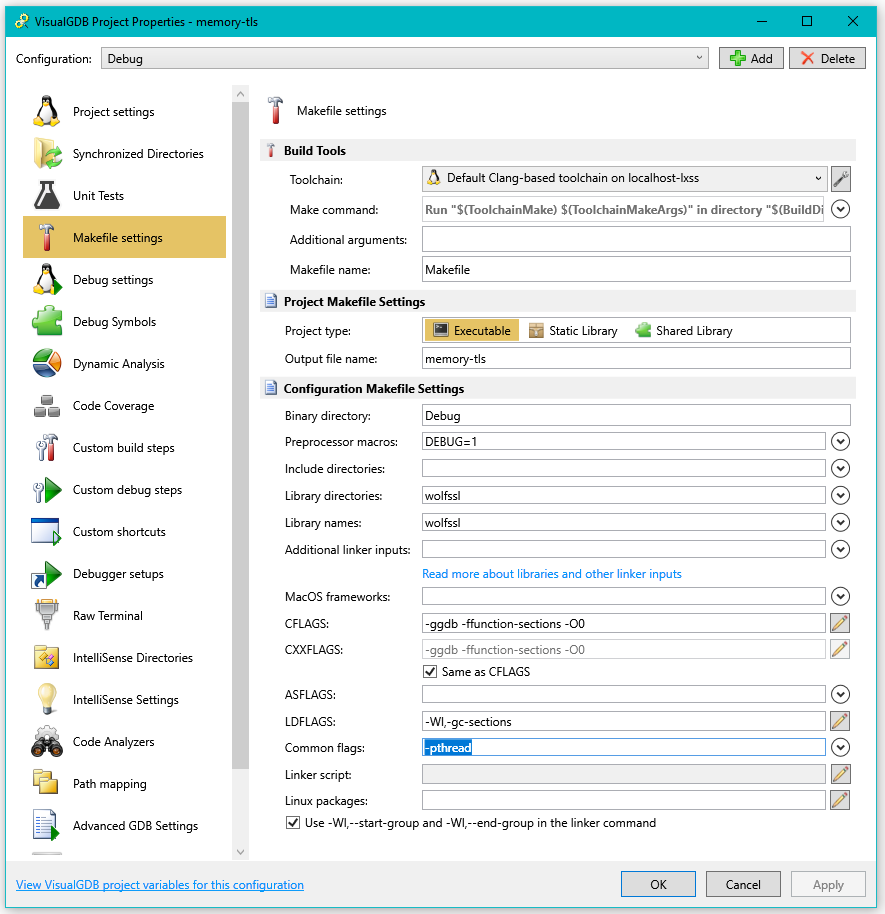 VisualGDB Project Properties - memory-tls
Configuration: Debug Add Delete
Project settings
Synchronized Directories
Unit Tests
Makefile settings
Debug settings
Debug Symbols
Dynamic Analysis
Code Coverage
Custom build steps
Custom debug steps
Custom shortcuts
Debugger setups
Raw Terminal
IntelliSense Directories
IntelliSense Settings
Code Analyzers
Path mapping
Advanced GDB Settings
Makefile settings
Build Tools
Toolchain: Default Clang-based toolchain on localhost-lxss
Make command: Run "$(ToolchainMake) $(ToolchainMakeArgs)" in directory "$(BuildDi
Additional arguments:
Makefile name: Makefile
Project Makefile Settings
Project type: Executable Static Library Shared Library
Output file name: memory-tls
Configuration Makefile Settings
Binary directory: Debug
Preprocessor macros: DEBUG=1
Include directories:
Library directories: wolfssl
Library names: wolfssl
Additional linker inputs:
Read more about libraries and other linker inputs
MacOS frameworks:
CFLAGS: -ggdb -ffunction-sections -O0
CXXFLAGS: -ggdb -ffunction-sections -O0
Same as CFLAGS
ASFLAGS:
LDFLAGS: -Wl,-gc-sections
Common flags: -pthread
Linker script:
Linux packages:
Use -Wl,--start-group and -Wl,--end-group in the linker command
View VisualGDB project variables for this configuration
OK Cancel Apply